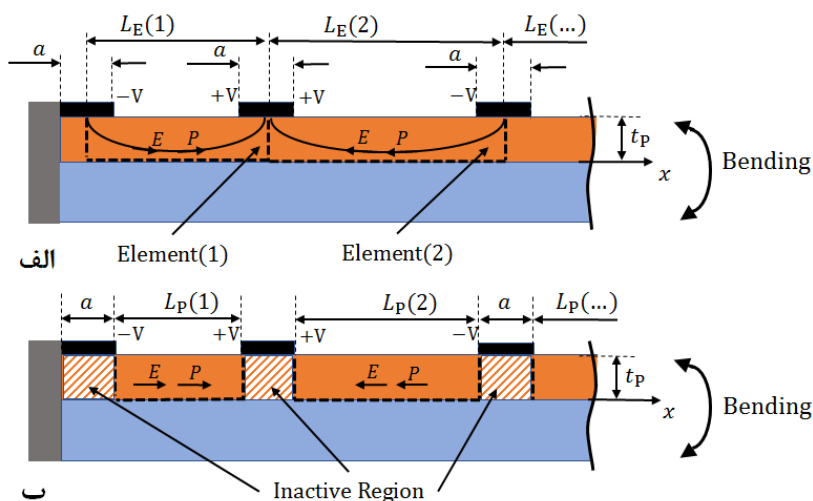 L_E(1) L_E(2) L_E(...)
a a a
−V +V +V −V
E P E P t_P
x
Bending
Element(1) Element(2)
الف
a L_P(1) L_P(2) a L_P(...)
−V +V +V −V
E P E P t_P
x
Bending
Inactive Region
ب